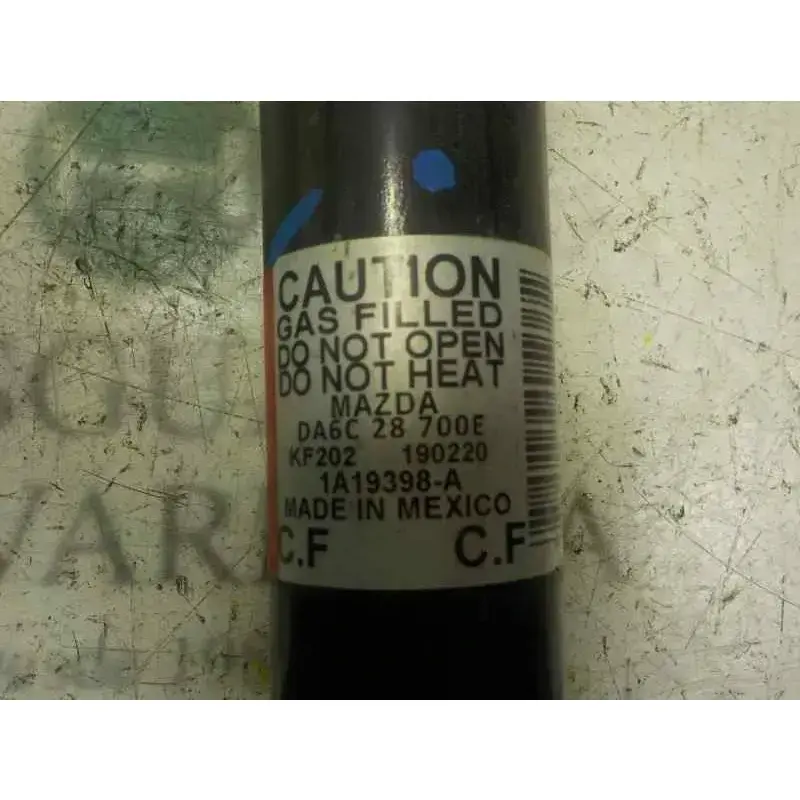 CAUTION
GAS FILLED
DO NOT OPEN
DO NOT HEAT
MAZDA
DA6C 28 700E
KF202 190220
1A19398-A
MADE IN MEXICO
C.F C.F